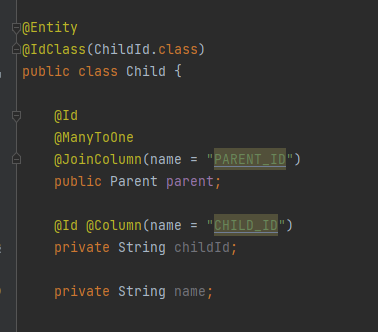 @Entity
@IdClass(ChildId.class)
public class Child {
@Id
@ManyToOne
@JoinColumn(name = "PARENT_ID")
public Parent parent;
@Id @Column(name = "CHILD_ID")
private String childId;
private String name;